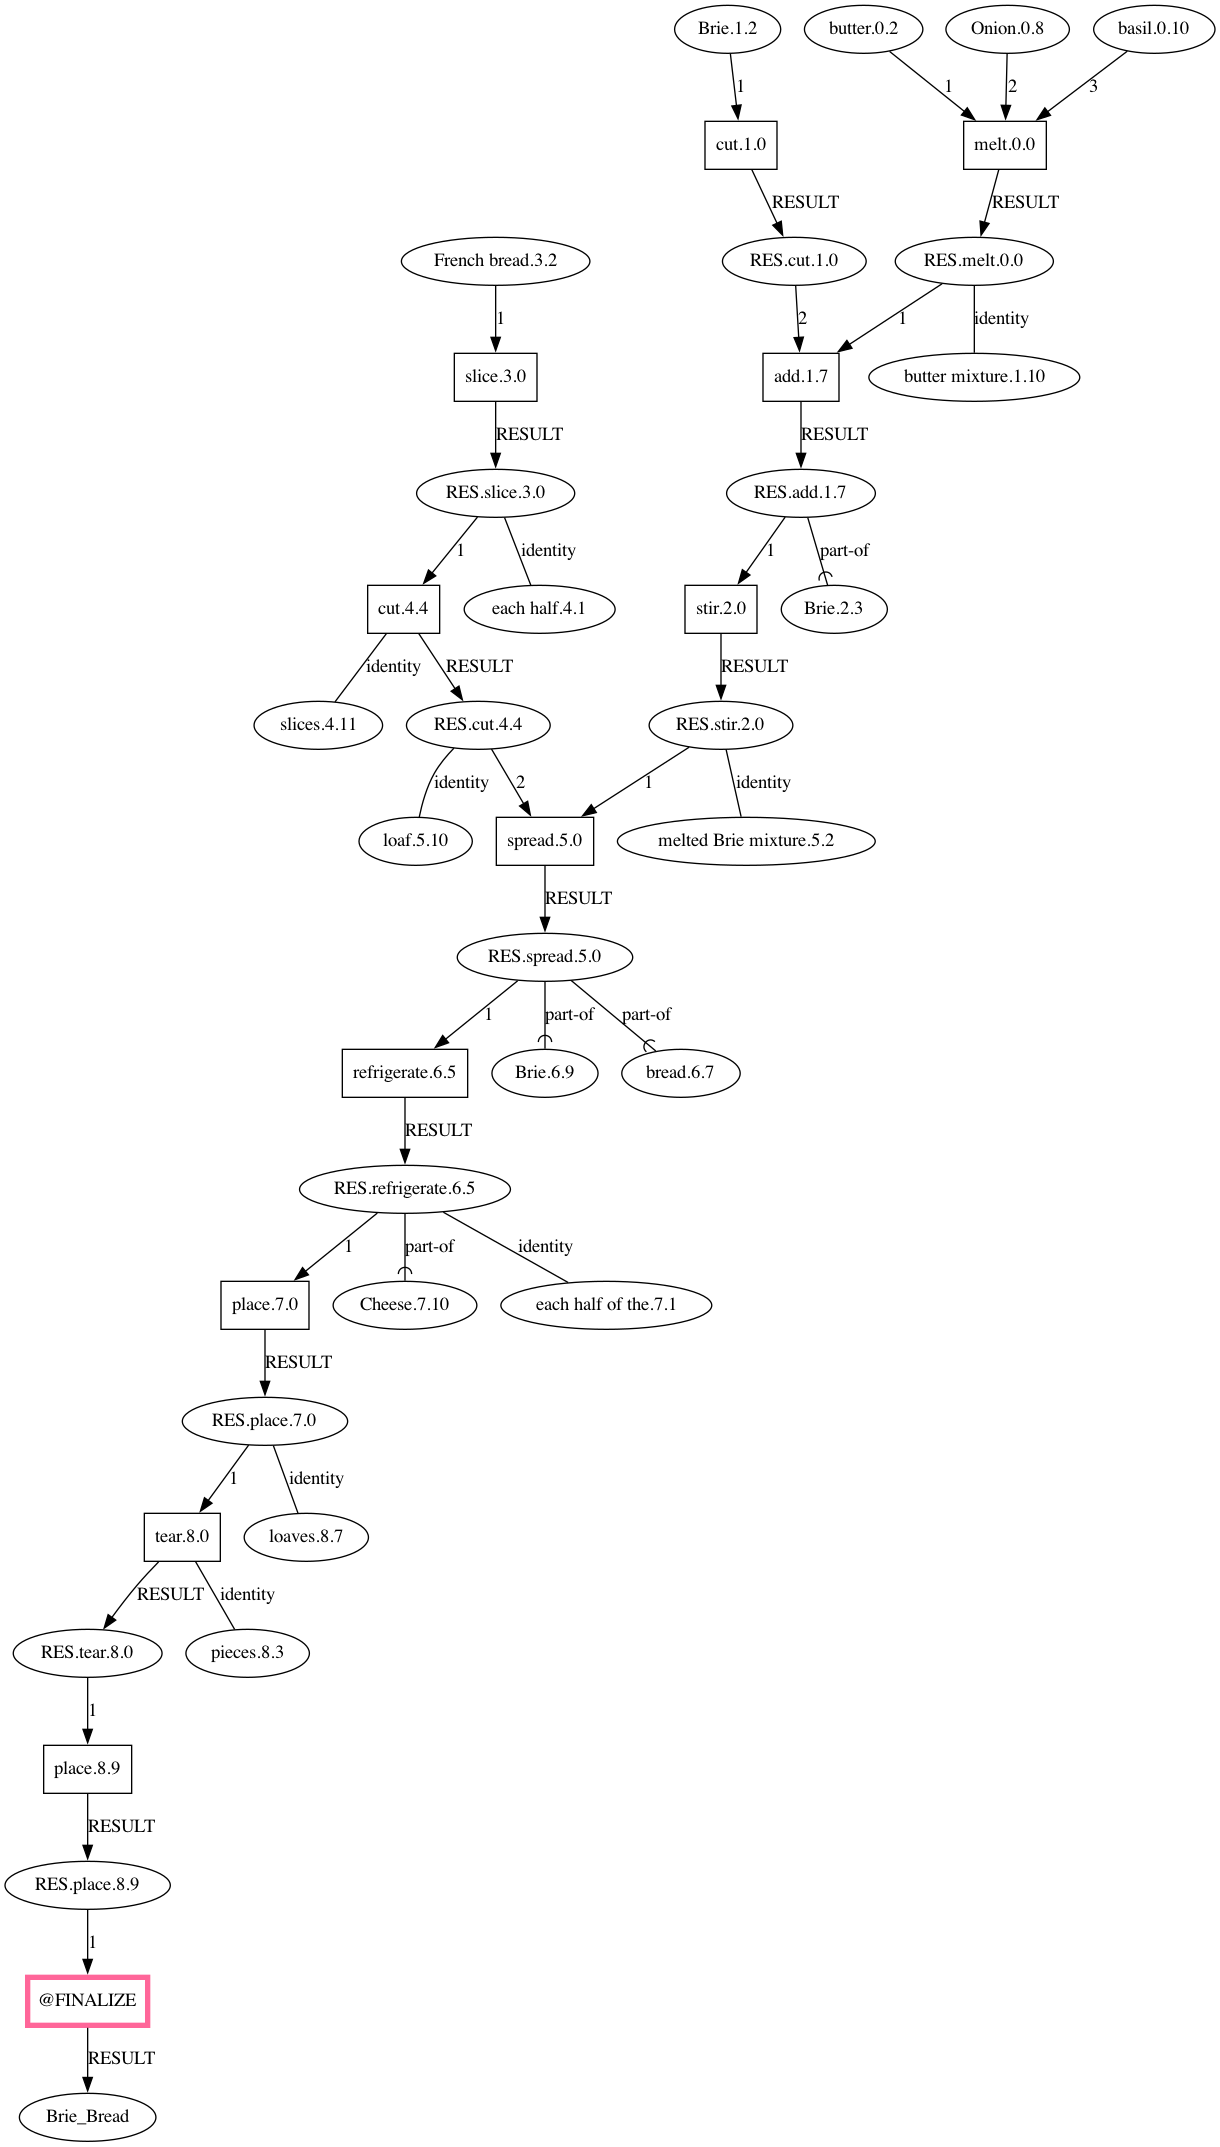 Brie.1.2
butter.0.2
Onion.0.8
basil.0.10
1
1
2
3
cut.1.0
melt.0.0
RESULT
RESULT
French bread.3.2
RES.cut.1.0
RES.melt.0.0
1
2
1
identity
slice.3.0
add.1.7
butter mixture.1.10
RESULT
RESULT
RES.slice.3.0
RES.add.1.7
1
identity
1
part-of
cut.4.4
each half.4.1
stir.2.0
Brie.2.3
identity
RESULT
RESULT
slices.4.11
RES.cut.4.4
RES.stir.2.0
identity
2
1
identity
loaf.5.10
spread.5.0
melted Brie mixture.5.2
RESULT
RES.spread.5.0
1
part-of
part-of
refrigerate.6.5
Brie.6.9
bread.6.7
RESULT
RES.refrigerate.6.5
1
part-of
identity
place.7.0
Cheese.7.10
each half of the.7.1
RESULT
RES.place.7.0
1
identity
tear.8.0
loaves.8.7
RESULT
identity
RES.tear.8.0
pieces.8.3
1
place.8.9
RESULT
RES.place.8.9
1
@FINALIZE
RESULT
Brie_Bread